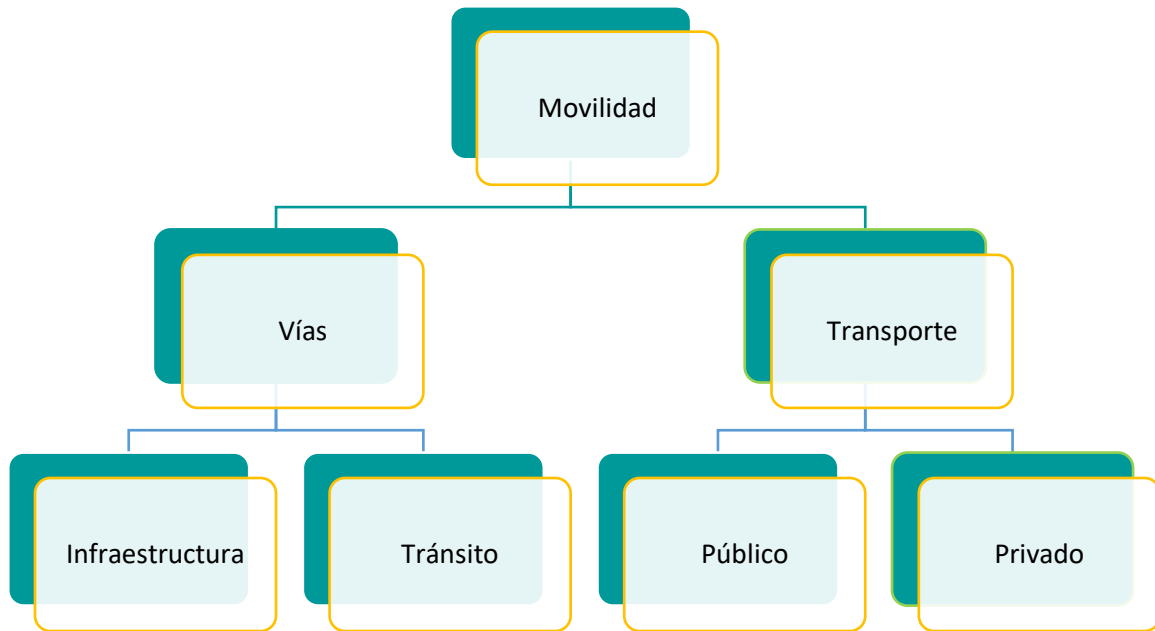 Movilidad
Vías
Transporte
Infraestructura
Tránsito
Público
Privado